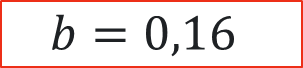 b = 0,16